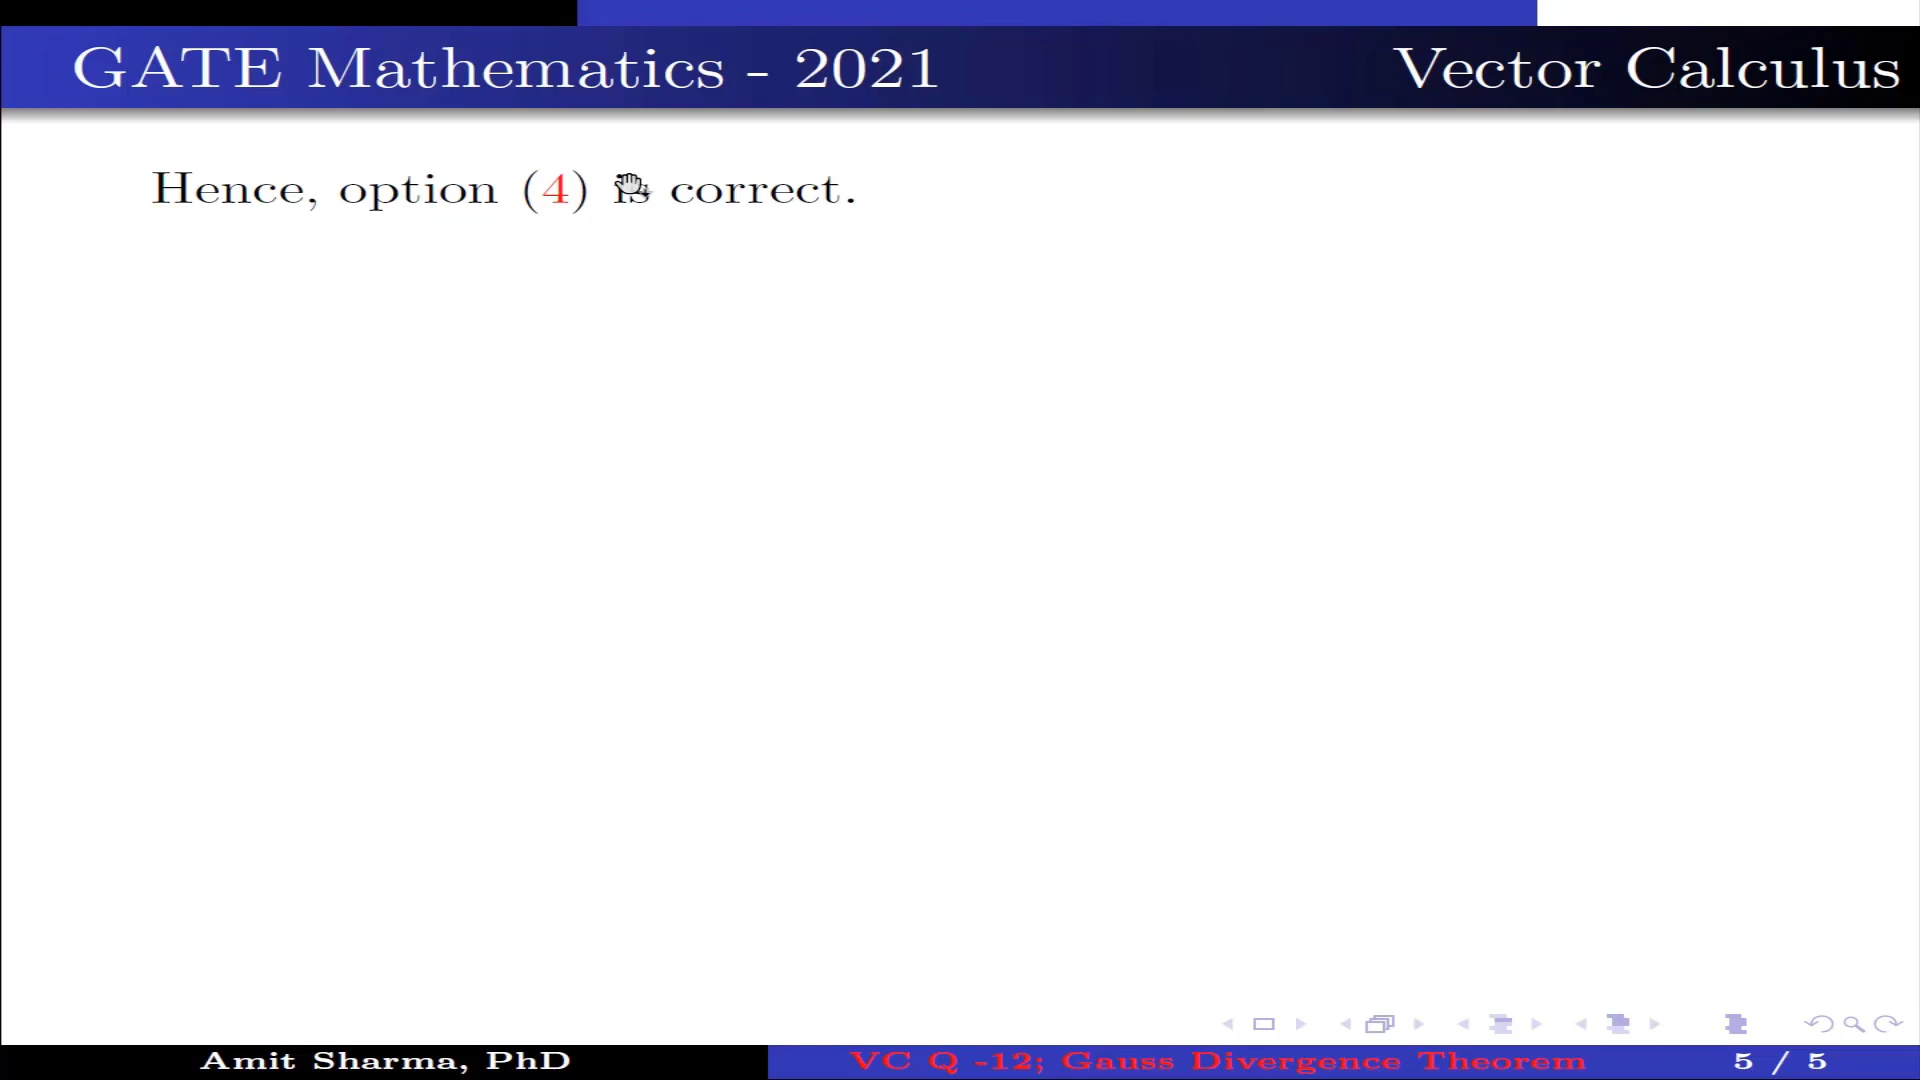 GATE Mathematics - 2021 Vector Calculus
Hence, option (4) is correct.
Amit Sharma, PhD VC Q -12; Gauss Divergence Theorem 5 / 5